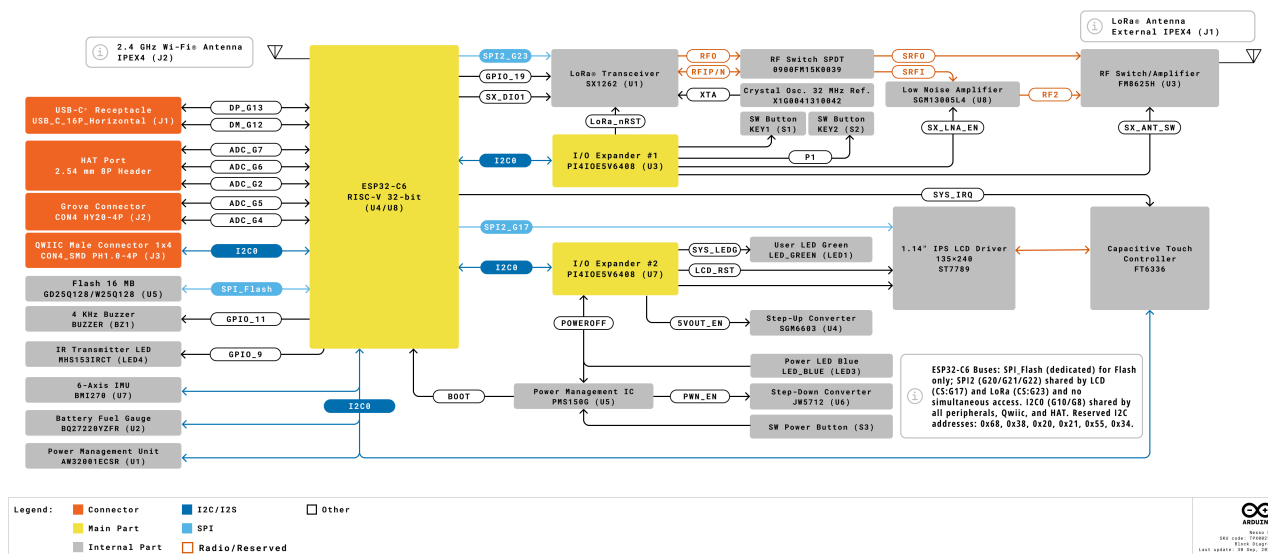 2.4 GHz Wi-Fi® Antenna
IPEX4 (J2)
LoRa® Antenna
External IPEX4 (J1)
USB-C® Receptacle
USB_C_16P_Horizontal (J1)
DP_G13
DM_G12
HAT Port
2.54 mm 8P Header
ADC_G7
ADC_G6
ADC_G2
Grove Connector
CON4 HY20-4P (J2)
ADC_G5
ADC_G4
QWIIC Male Connector 1x4
CON4_SMD PH1.0-4P (J3)
I2C0
Flash 16 MB
GD25Q128/W25Q128 (U5)
SPI_Flash
4 KHz Buzzer
BUZZER (BZ1)
GPIO_11
IR Transmitter LED
MHS153IRCT (LED4)
GPIO_9
6-Axis IMU
BMI270 (U7)
Battery Fuel Gauge
BQ27220YZFR (U2)
Power Management Unit
AW32001ECSR (U1)
I2C0
ESP32-C6
RISC-V 32-bit
(U4/U8)
SPI2_G23
GPIO_19
SX_DIO1
LoRa® Transceiver
SX1262 (U1)
RFO
RFIP/N
XTA
RF Switch SPDT
0900FM15K0039
Crystal Osc. 32 MHz Ref.
X1G0041310042
SRFO
SRFI
Low Noise Amplifier
SGM13005L4 (U8)
RF2
RF Switch/Amplifier
FM8625H (U3)
LoRa_nRST
SW Button
KEY1 (S1)
SW Button
KEY2 (S2)
SX_LNA_EN
SX_ANT_SW
I2C0
I/O Expander #1
PI4IOE5V6408 (U3)
P1
SYS_IRQ
SPI2_G17
I2C0
I/O Expander #2
PI4IOE5V6408 (U7)
SYS_LEDG
LCD_RST
User LED Green
LED_GREEN (LED1)
1.14” IPS LCD Driver
135×240
ST7789
Capacitive Touch
Controller
FT6336
POWEROFF
5VOUT_EN
Step-Up Converter
SGM6603 (U4)
Power LED Blue
LED_BLUE (LED3)
BOOT
Power Management IC
PMS150G (U5)
PWN_EN
Step-Down Converter
JW5712 (U6)
SW Power Button (S3)
ESP32-C6 Buses: SPI_Flash (dedicated) for Flash
only; SPI2 (G20/G21/G22) shared by LCD
(CS:G17) and LoRa (CS:G23) and no
simultaneous access. I2C0 (G10/G8) shared by
all peripherals, Qwiic, and HAT. Reserved I2C
addresses: 0x68, 0x38, 0x20, 0x21, 0x55, 0x34.
Legend:
Connector
I2C/I2S
Other
Main Part
SPI
Internal Part
Radio/Reserved
ARDUIN
Nesso
SKU code:
Block Diagr
Last update: 30 Sep, 20